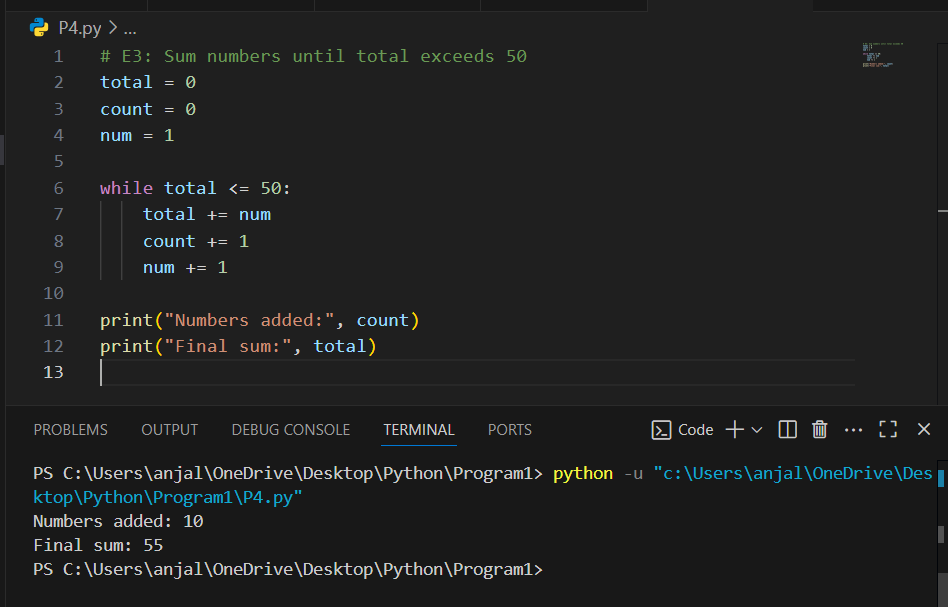 P4.py > ...
1 # E3: Sum numbers until total exceeds 50
2 total = 0
3 count = 0
4 num = 1
5
6 while total <= 50:
7     total += num
8     count += 1
9     num += 1
10
11 print("Numbers added:", count)
12 print("Final sum:", total)
13
PROBLEMS OUTPUT DEBUG CONSOLE TERMINAL PORTS Code
PS C:\Users\anjal\OneDrive\Desktop\Python\Program1> python -u "c:\Users\anjal\OneDrive\Des
ktop\Python\Program1\P4.py"
Numbers added: 10
Final sum: 55
PS C:\Users\anjal\OneDrive\Desktop\Python\Program1>